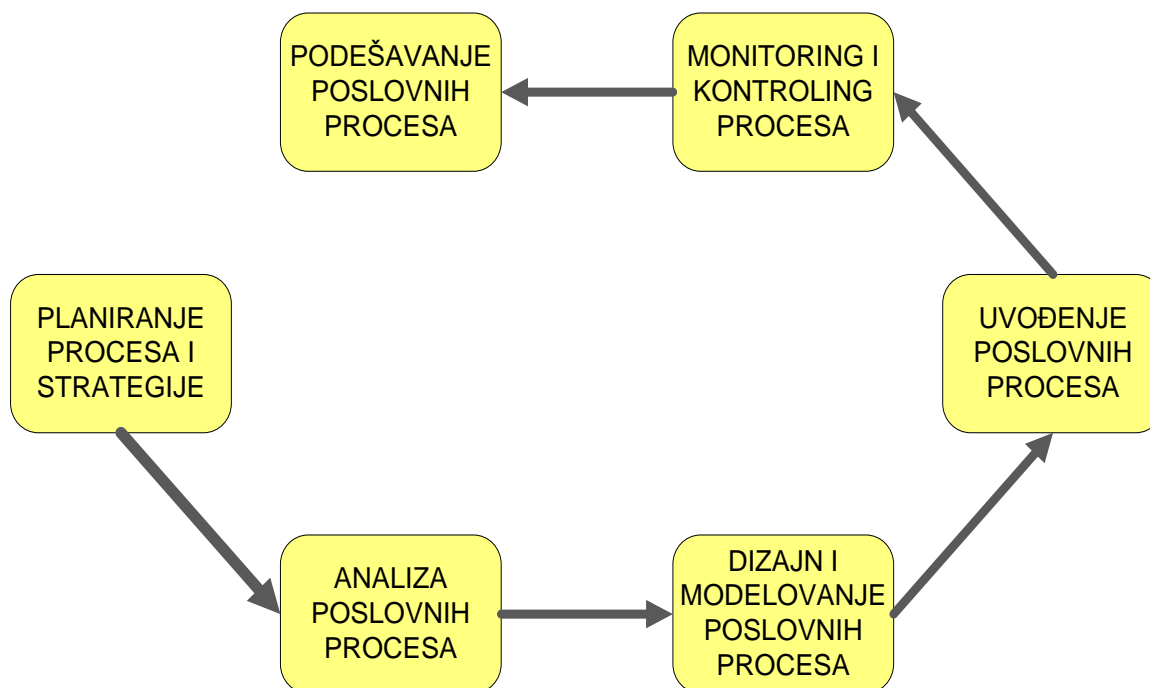 PODEŠAVANJE
POSLOVNIH
PROCESA
MONITORING I
KONTROLING
PROCESA
PLANIRANJE
PROCESA I
STRATEGIJE
UVOĐENJE
POSLOVNIH
PROCESA
ANALIZA
POSLOVNIH
PROCESA
DIZAJN I
MODELOVANJE
POSLOVNIH
PROCESA